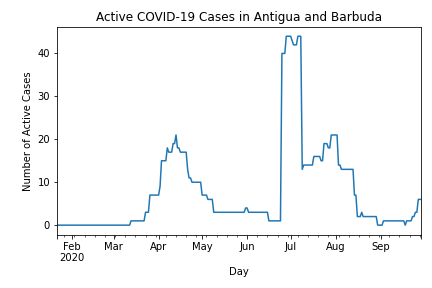 Active COVID-19 Cases in Antigua and Barbuda
Number of Active Cases
40
30
20
10
0
Feb Mar Apr May Jun Jul Aug Sep
2020
Day